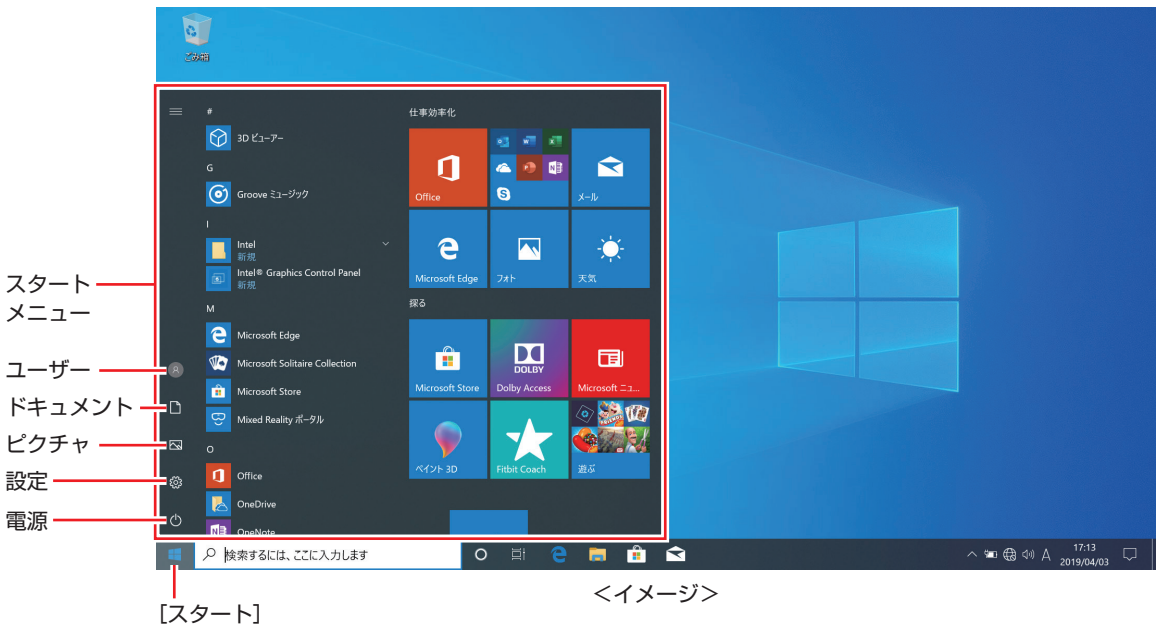 ごみ箱
スタート
メニュー
ユーザー
ドキュメント
ピクチャ
設定
電源
#
3D ビューアー
G
Groove ミュージック
I
Intel
新規
Intel® Graphics Control Panel
新規
M
Microsoft Edge
Microsoft Solitaire Collection
Microsoft Store
Mixed Reality ポータル
O
Office
OneDrive
OneNote
仕事効率化
Office
メール
Microsoft Edge
フォト
天気
探る
Microsoft Store
DOLBY
Dolby Access
Microsoft ニュ...
ペイント 3D
Fitbit Coach
遊ぶ
検索するには、ここに入力します
A
17:13
2019/04/03
[スタート]
＜イメージ＞